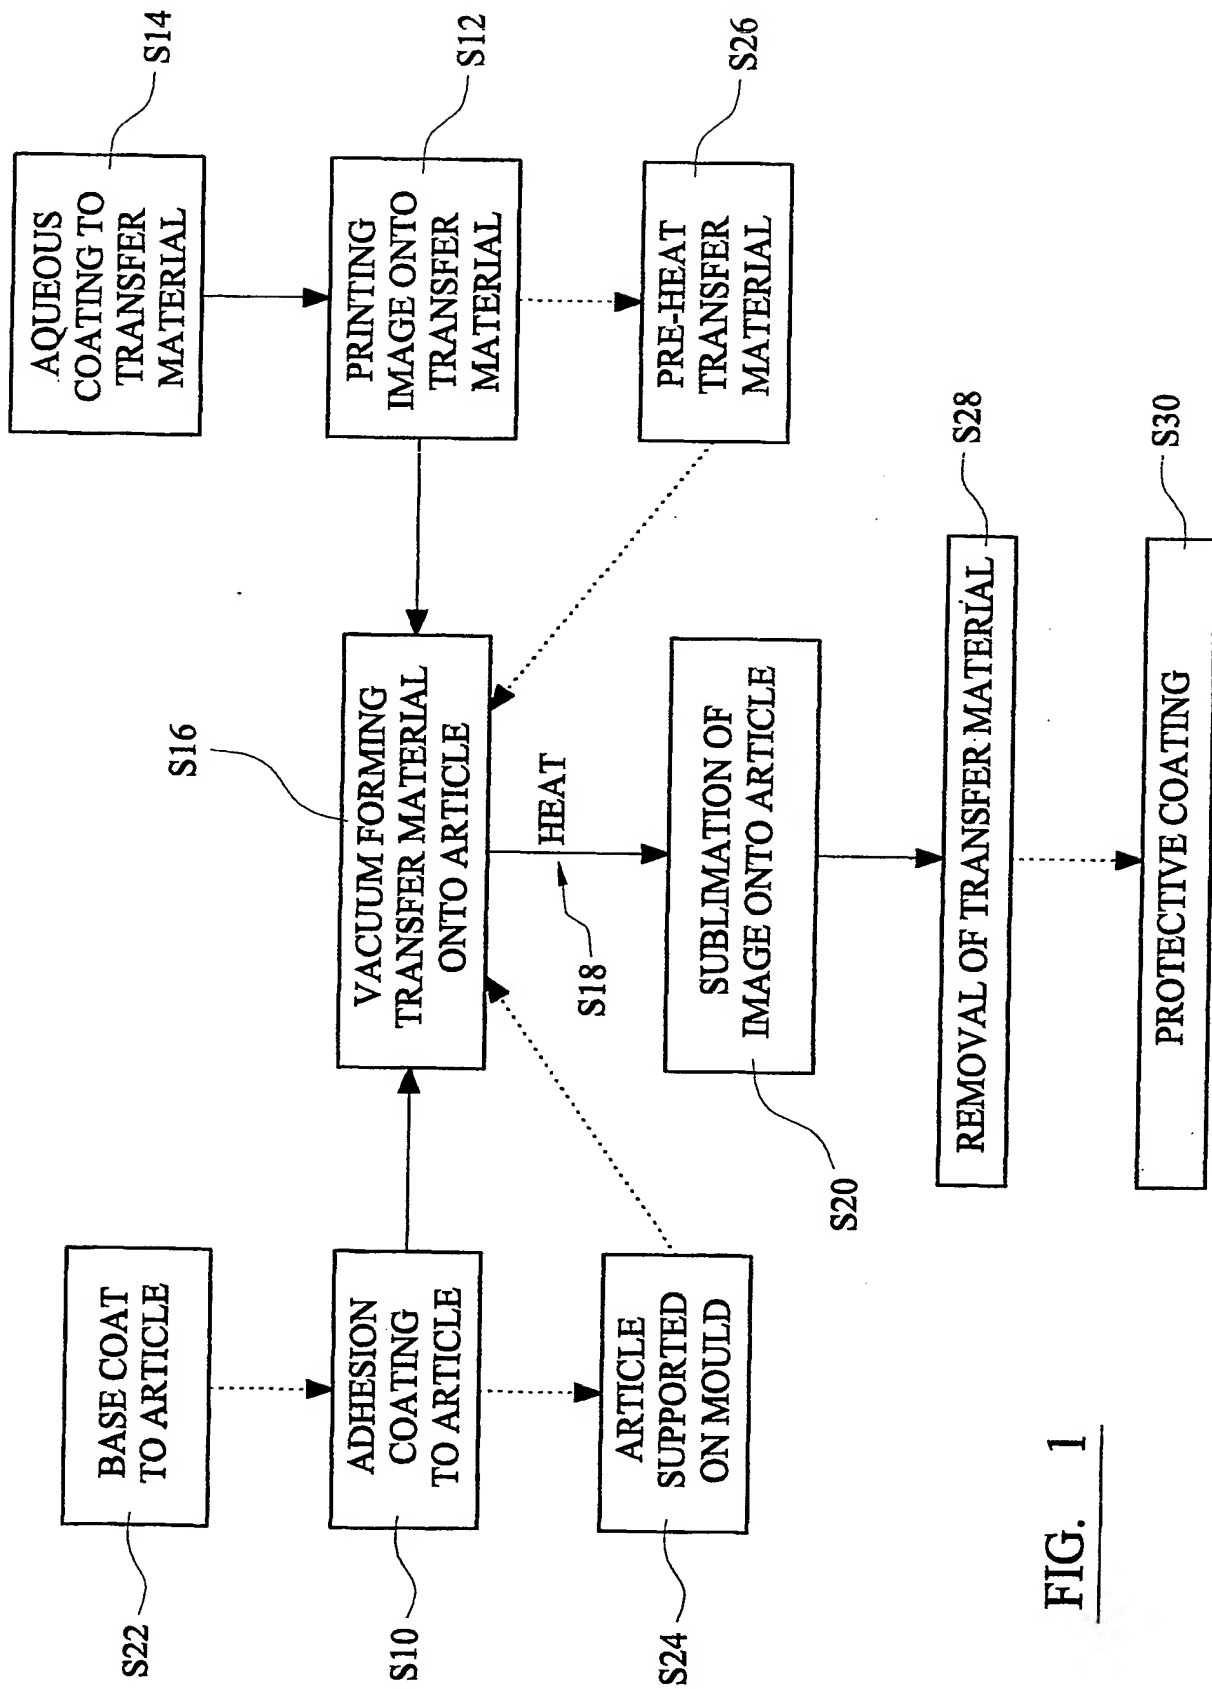 S22
BASE COAT
TO ARTICLE
S10
ADHESION
COATING
TO ARTICLE
S24
ARTICLE
SUPPORTED
ON MOULD
S16
VACUUM FORMING
TRANSFER MATERIAL
ONTO ARTICLE
S18
HEAT
S20
SUBLIMATION OF
IMAGE ONTO ARTICLE
S28
REMOVAL OF TRANSFER MATERIAL
S30
PROTECTIVE COATING
S14
AQUEOUS
COATING TO
TRANSFER
MATERIAL
S12
PRINTING
IMAGE ONTO
TRANSFER
MATERIAL
S26
PRE-HEAT
TRANSFER
MATERIAL
FIG. 1